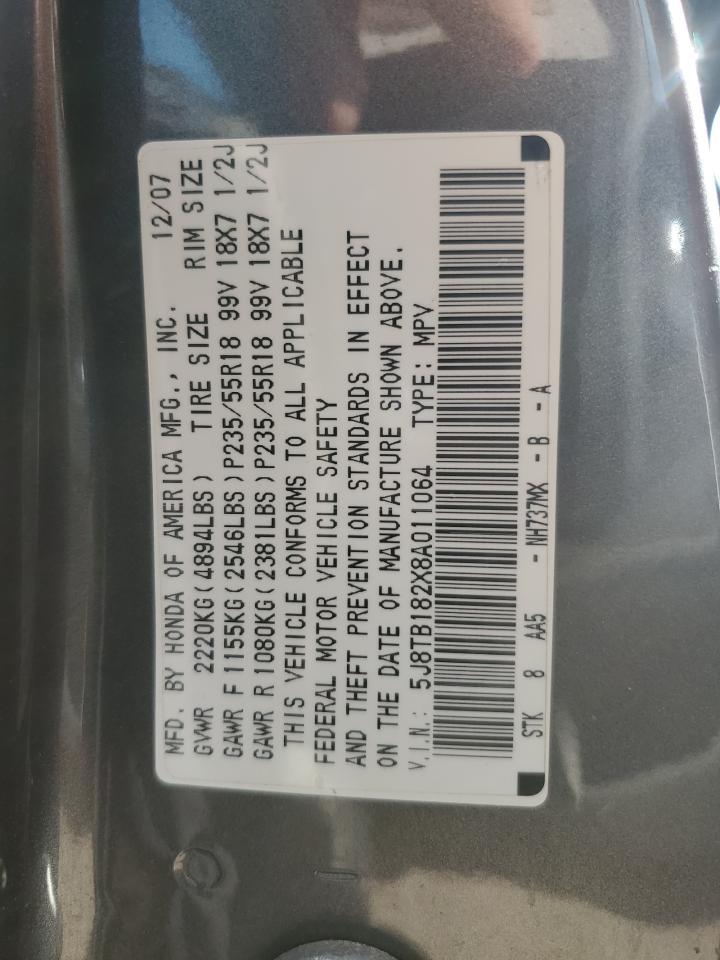 MFD. BY HONDA OF AMERICA MFG., INC. 12/07
GVWR 2220KG(4894LBS) TIRE SIZE RIM SIZE
GAWR F 1155KG(2546LBS)P235/55R18 99V 18X7 1/2J
GAWR R 1080KG(2381LBS)P235/55R18 99V 18X7 1/2J
THIS VEHICLE CONFORMS TO ALL APPLICABLE
FEDERAL MOTOR VEHICLE SAFETY
AND THEFT PREVENTION STANDARDS IN EFFECT
ON THE DATE OF MANUFACTURE SHOWN ABOVE.
V.I.N.: 5J8TB182X8A011064 TYPE: MPV
STK 8 AA5 - NH737MX - B - A